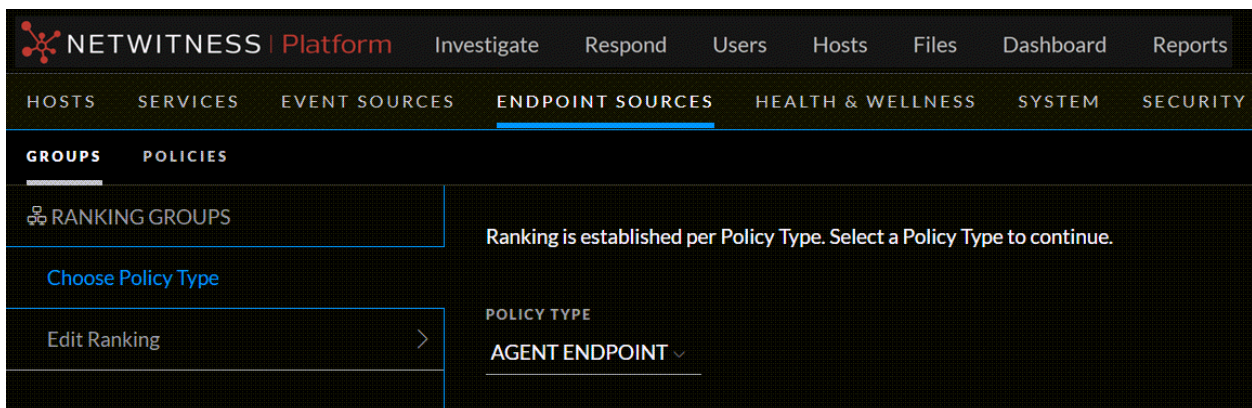 NETWITNESS | Platform Investigate Respond Users Hosts Files Dashboard Reports
HOSTS SERVICES EVENT SOURCES ENDPOINT SOURCES HEALTH & WELLNESS SYSTEM SECURITY
GROUPS POLICIES
RANKING GROUPS
Choose Policy Type
Edit Ranking
Ranking is established per Policy Type. Select a Policy Type to continue.
POLICY TYPE
AGENT ENDPOINT